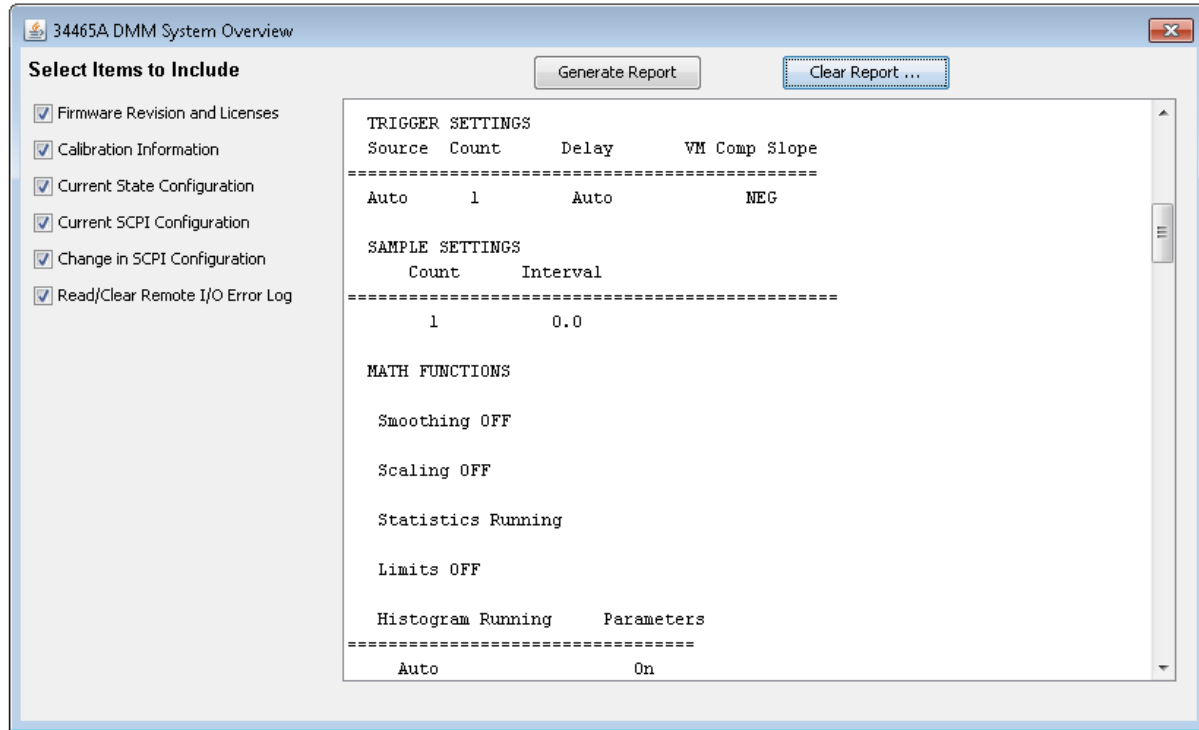 34465A DMM System Overview
Select Items to Include
Generate Report
Clear Report ...
Firmware Revision and Licenses
Calibration Information
Current State Configuration
Current SCPI Configuration
Change in SCPI Configuration
Read/Clear Remote I/O Error Log
TRIGGER SETTINGS
Source Count Delay VM Comp Slope
==============================================
Auto 1 Auto NEG
SAMPLE SETTINGS
Count Interval
================================================
1 0.0
MATH FUNCTIONS
Smoothing OFF
Scaling OFF
Statistics Running
Limits OFF
Histogram Running Parameters
==================================
Auto On